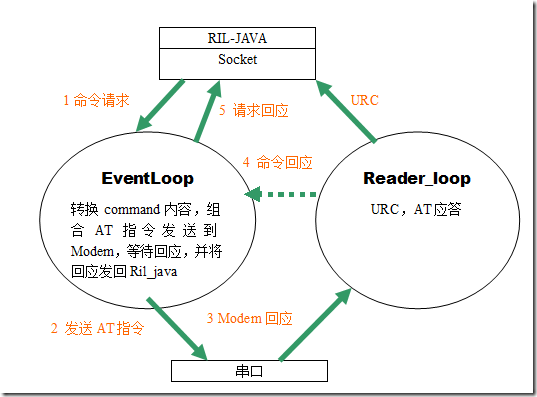 RIL-JAVA
Socket
1 命令请求
5 请求回应
URC
4 命令回应
EventLoop
转换 command 内容，组
合 AT 指令发送到
Modem，等待回应，并将
回应发回 Ril_java
Reader_loop
URC，AT应答
2 发送AT指令
3 Modem 回应
串口